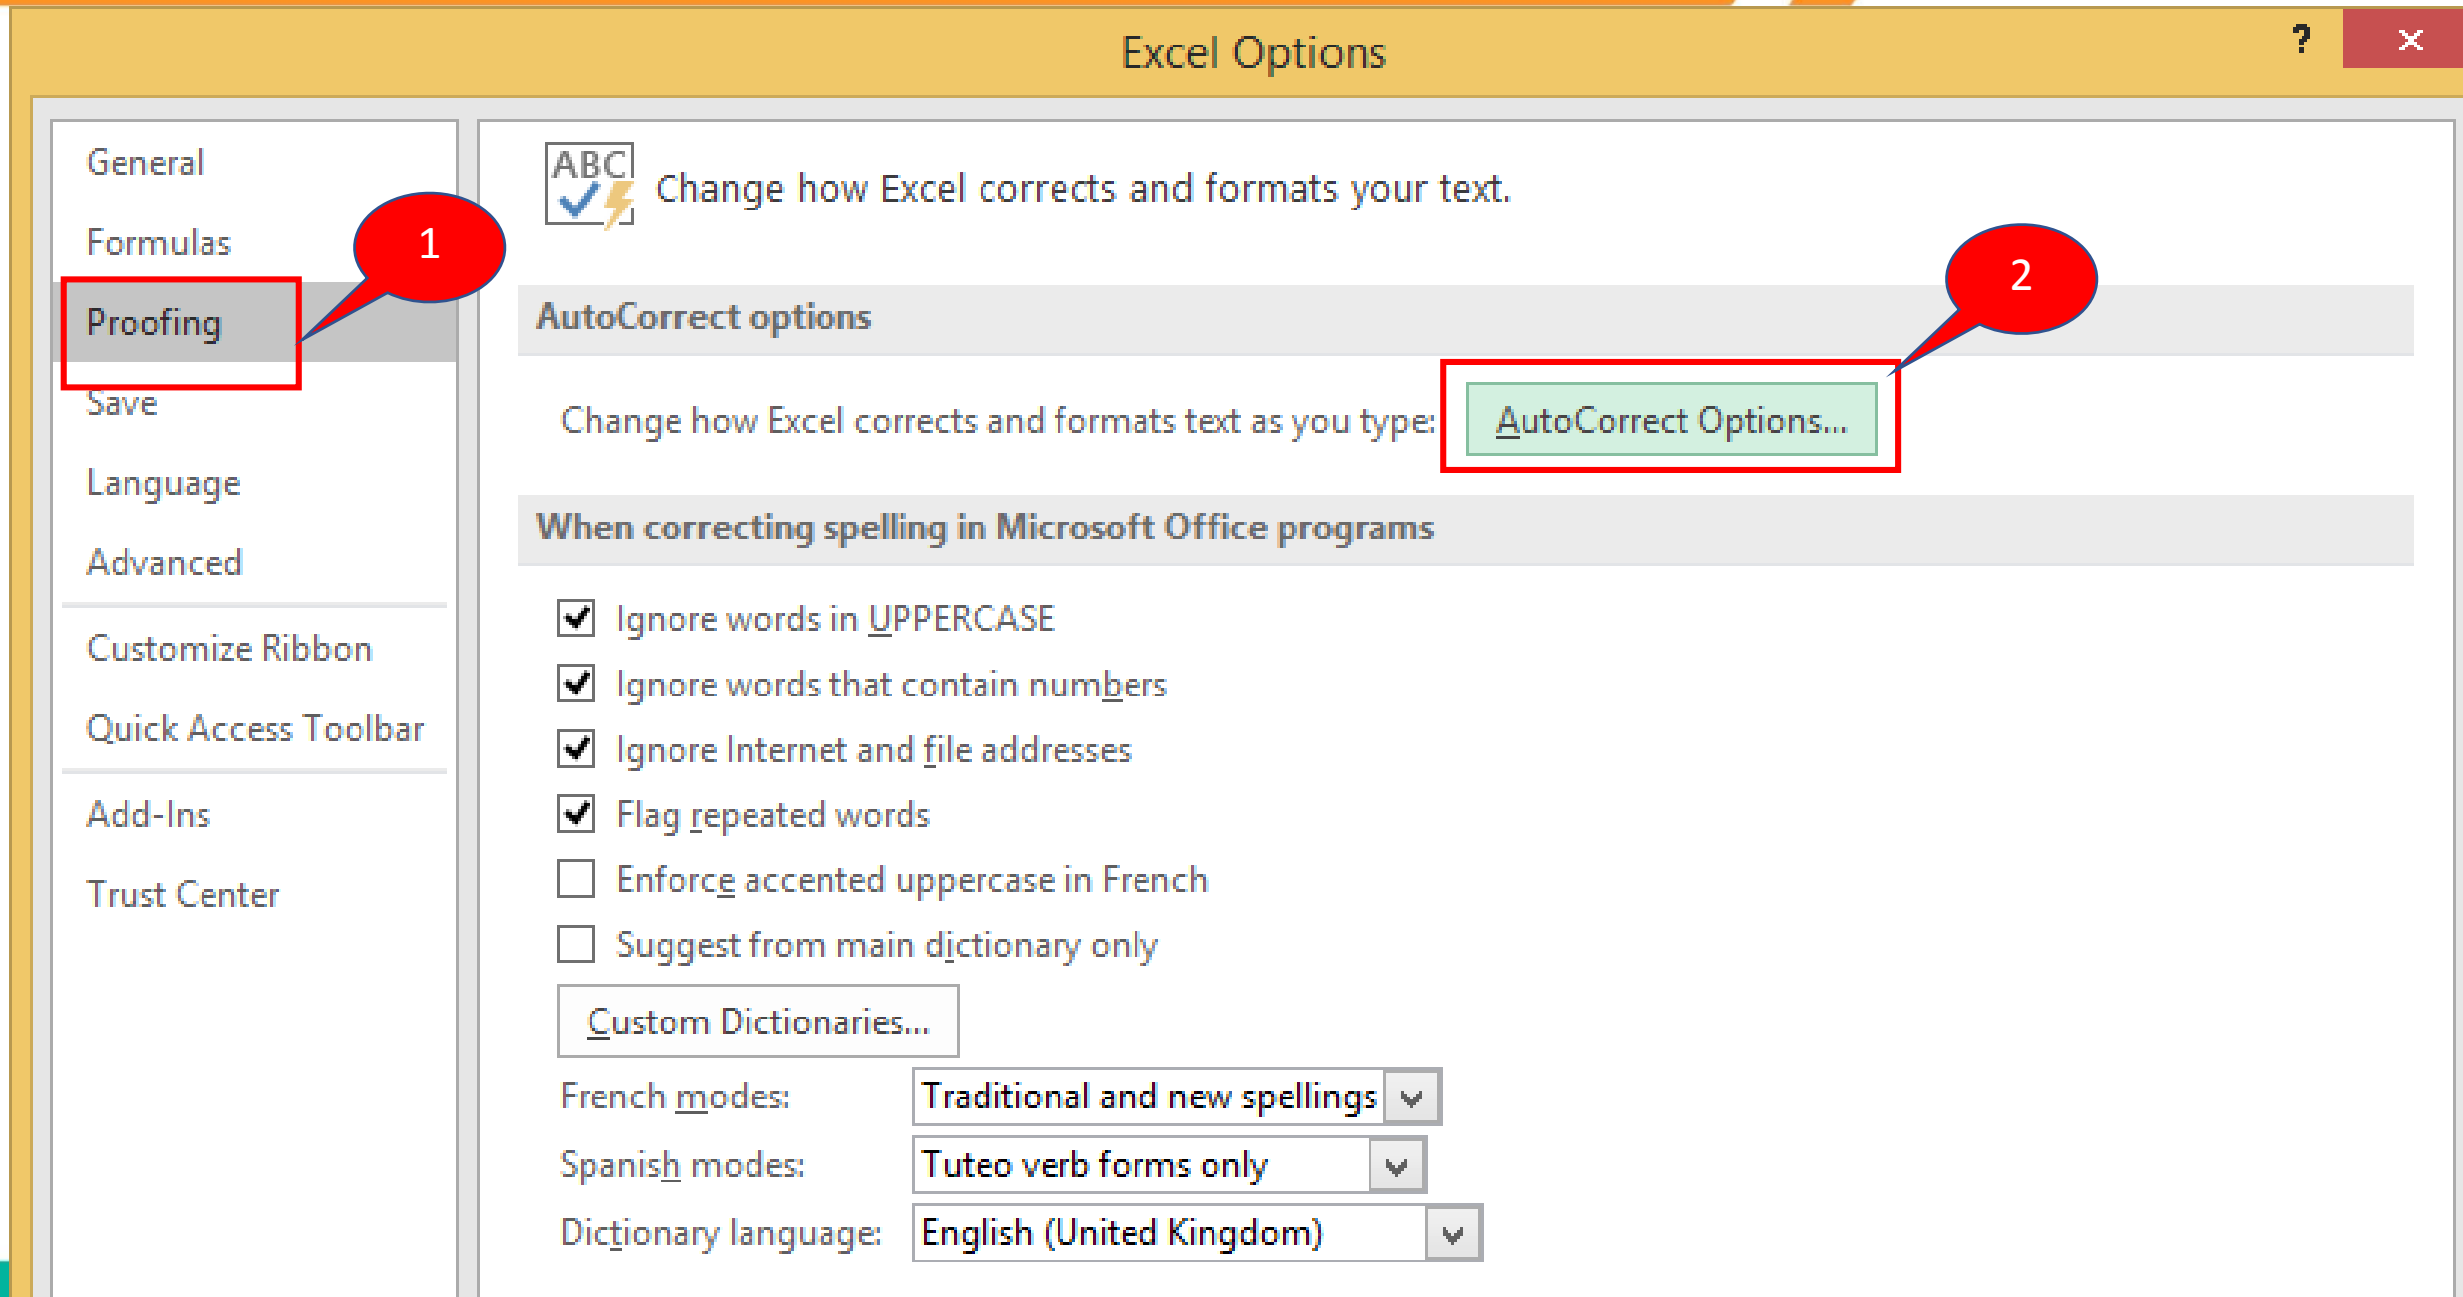 Excel Options
?
General
Formulas
1
Proofing
Save
Language
Advanced
Customize Ribbon
Quick Access Toolbar
Add-Ins
Trust Center
ABC
Change how Excel corrects and formats your text.
2
AutoCorrect options
Change how Excel corrects and formats text as you type: AutoCorrect Options...
When correcting spelling in Microsoft Office programs
Ignore words in UPPERCASE
Ignore words that contain numbers
Ignore Internet and file addresses
Flag repeated words
Enforce accented uppercase in French
Suggest from main dictionary only
Custom Dictionaries...
French modes: Traditional and new spellings
Spanish modes: Tuteo verb forms only
Dictionary language: English (United Kingdom)